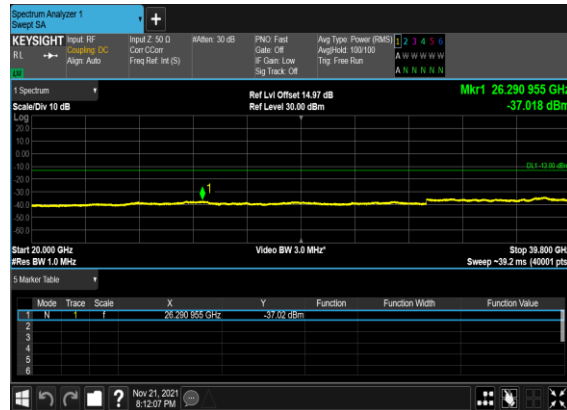 Spectrum Analyzer 1
Swept SA
+
KEYSIGHT Input: RF Input Z: 50 Ω #Atten: 30 dB PNO: Fast Avg Type: Power (RMS) 1 2 3 4 5 6
RL Coupling: DC Corr CCorr Gate: Off Avg|Hold: 100/100 A W W W W W
Align: Auto Freq Ref: Int (S) IF Gain: Low Trig: Free Run
LW Sig Track: Off A N N N N N
1 Spectrum Ref Lvl Offset 14.97 dB Mkr1 26.290 955 GHz
Scale/Div 10 dB Ref Level 30.00 dBm -37.018 dBm
Log
20.0
10.0
0.00
-10.0
DL1 -13.00 dBm
-20.0
-30.0
1
-40.0
-50.0
-60.0
Start 20.000 GHz Video BW 3.0 MHz* Stop 39.800 GHz
#Res BW 1.0 MHz Sweep ~39.2 ms (40001 pts)
5 Marker Table
Mode Trace Scale X Y Function Function Width Function Value
1 N 1 f 26.290 955 GHz -37.02 dBm
2
3
4
5
6
? Nov 21, 2021
8:12:07 PM